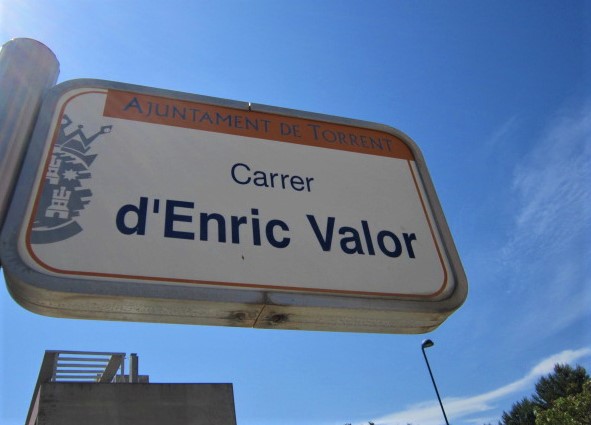 AJUNTAMENT DE TORRENT
Carrer
d'Enric Valor